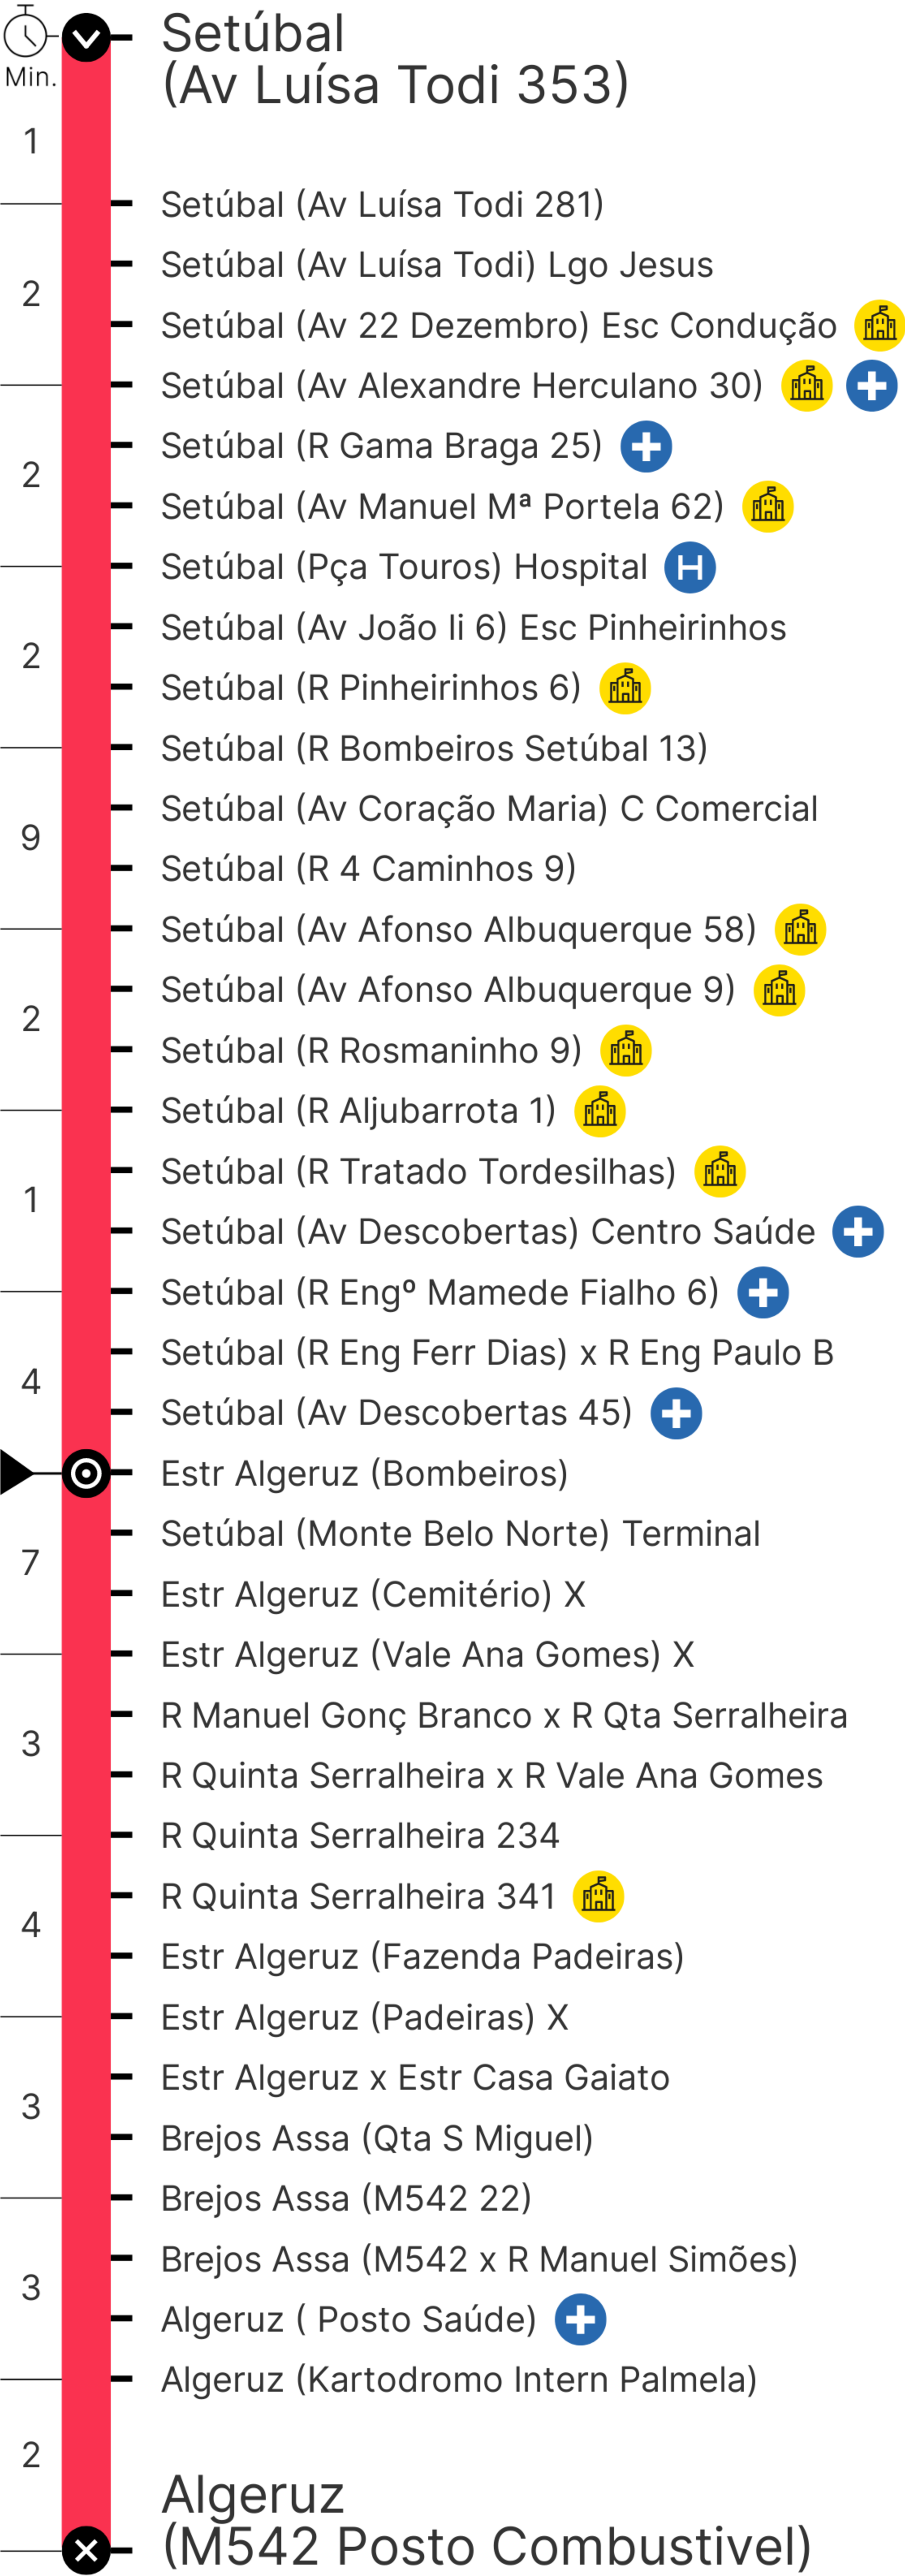 Setúbal
(Av Luísa Todi 353)
Min.
1
Setúbal (Av Luísa Todi 281)
Setúbal (Av Luísa Todi) Lgo Jesus
2
Setúbal (Av 22 Dezembro) Esc Condução
Setúbal (Av Alexandre Herculano 30)
Setúbal (R Gama Braga 25)
2
Setúbal (Av Manuel Mª Portela 62)
Setúbal (Pça Touros) Hospital H
Setúbal (Av João Ii 6) Esc Pinheirinhos
2
Setúbal (R Pinheirinhos 6)
Setúbal (R Bombeiros Setúbal 13)
Setúbal (Av Coração Maria) C Comercial
9
Setúbal (R 4 Caminhos 9)
Setúbal (Av Afonso Albuquerque 58)
Setúbal (Av Afonso Albuquerque 9)
2
Setúbal (R Rosmaninho 9)
Setúbal (R Aljubarrota 1)
Setúbal (R Tratado Tordesilhas)
1
Setúbal (Av Descobertas) Centro Saúde
Setúbal (R Engº Mamede Fialho 6)
Setúbal (R Eng Ferr Dias) x R Eng Paulo B
4
Setúbal (Av Descobertas 45)
Estr Algeruz (Bombeiros)
Setúbal (Monte Belo Norte) Terminal
7
Estr Algeruz (Cemitério) X
Estr Algeruz (Vale Ana Gomes) X
R Manuel Gonç Branco x R Qta Serralheira
3
R Quinta Serralheira x R Vale Ana Gomes
R Quinta Serralheira 234
R Quinta Serralheira 341
4
Estr Algeruz (Fazenda Padeiras)
Estr Algeruz (Padeiras) X
Estr Algeruz x Estr Casa Gaiato
3
Brejos Assa (Qta S Miguel)
Brejos Assa (M542 22)
Brejos Assa (M542 x R Manuel Simões)
3
Algeruz ( Posto Saúde)
Algeruz (Kartodromo Intern Palmela)
2
Algeruz
(M542 Posto Combustivel)